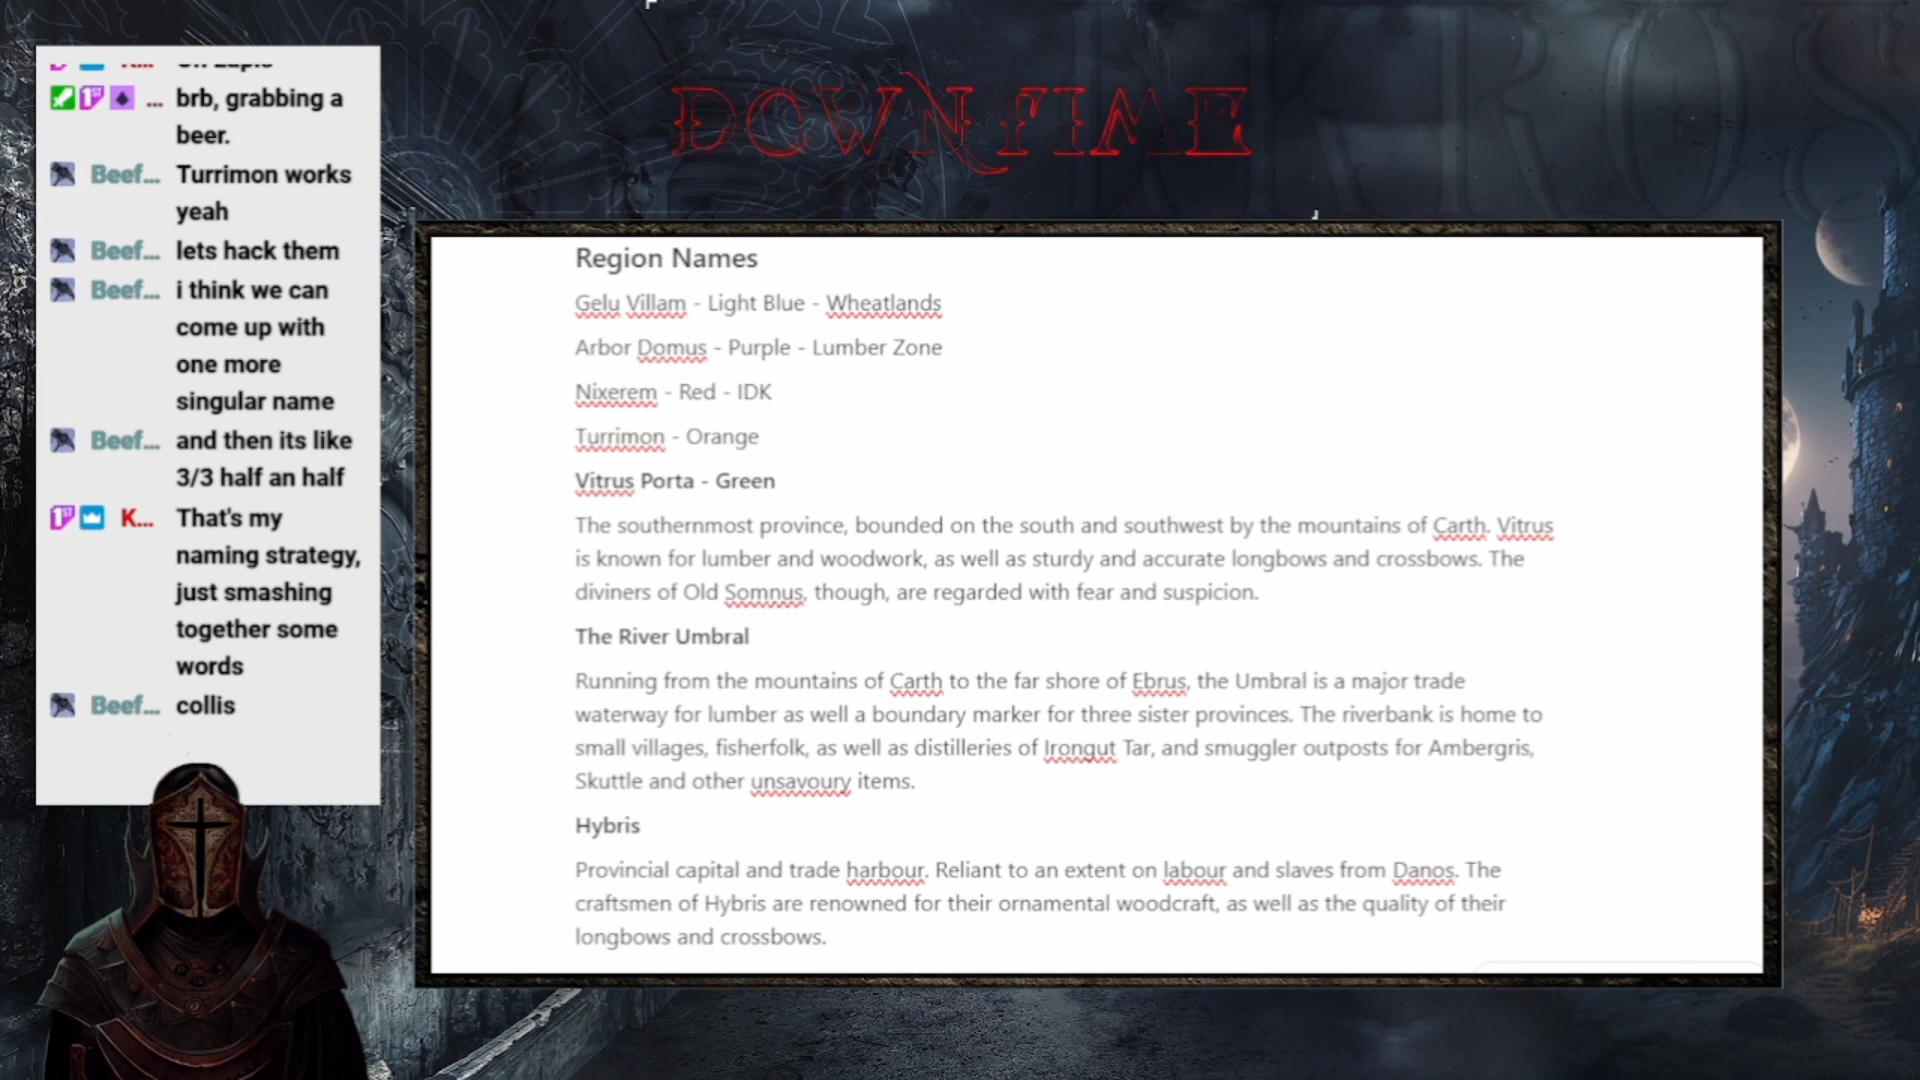 brb, grabbing a
beer.
Beef... Turrimon works
yeah
Beef... lets hack them
Beef... i think we can
come up with
one more
singular name
Beef... and then its like
3/3 half an half
K... That's my
naming strategy,
just smashing
together some
words
Beef... collis
DOWNTIME
Region Names
Gelu Villam - Light Blue - Wheatlands
Arbor Domus - Purple - Lumber Zone
Nixerem - Red - IDK
Turrimon - Orange
Vitrus Porta - Green
The southernmost province, bounded on the south and southwest by the mountains of Carth. Vitrus
is known for lumber and woodwork, as well as sturdy and accurate longbows and crossbows. The
diviners of Old Somnus, though, are regarded with fear and suspicion.
The River Umbral
Running from the mountains of Carth to the far shore of Ebrus, the Umbral is a major trade
waterway for lumber as well a boundary marker for three sister provinces. The riverbank is home to
small villages, fisherfolk, as well as distilleries of Irongut Tar, and smuggler outposts for Ambergris,
Skuttle and other unsavoury items.
Hybris
Provincial capital and trade harbour. Reliant to an extent on labour and slaves from Danos. The
craftsmen of Hybris are renowned for their ornamental woodcraft, as well as the quality of their
longbows and crossbows.